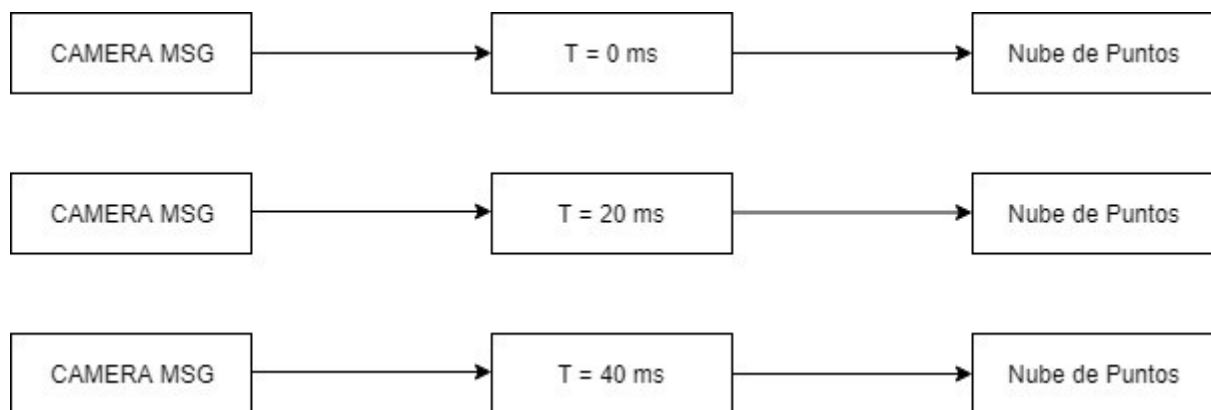 CAMERA MSG
T = 0 ms
Nube de Puntos
CAMERA MSG
T = 20 ms
Nube de Puntos
CAMERA MSG
T = 40 ms
Nube de Puntos